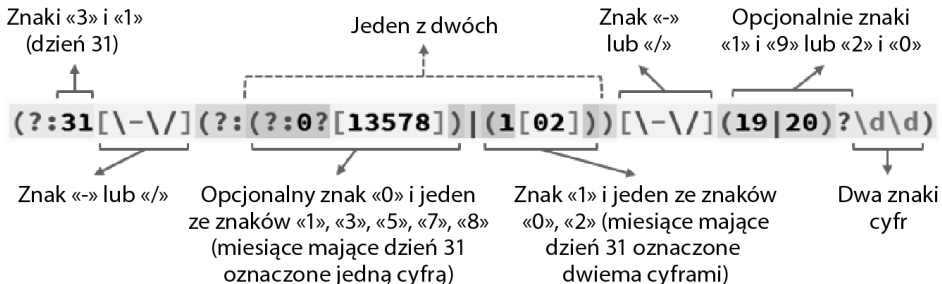 Znaki «3» i «1»
(dzień 31)
Jeden z dwóch
Znak «-»
lub «/»
Opcjonalnie znaki
«1» i «9» lub «2» i «0»
(?:31[\-\/](?:(?:0?[13578])|(1[02]))[\-\/](19|20)?\d\d)
Znak «-» lub «/»
Opcjonalny znak «0» i jeden
ze znaków «1», «3», «5», «7», «8»
(miesiące mające dzień 31
oznaczone jedną cyfrą)
Znak «1» i jeden ze znaków
«0», «2» (miesiące mające
dzień 31 oznaczone
dwiema cyframi)
Dwa znaki
cyfr